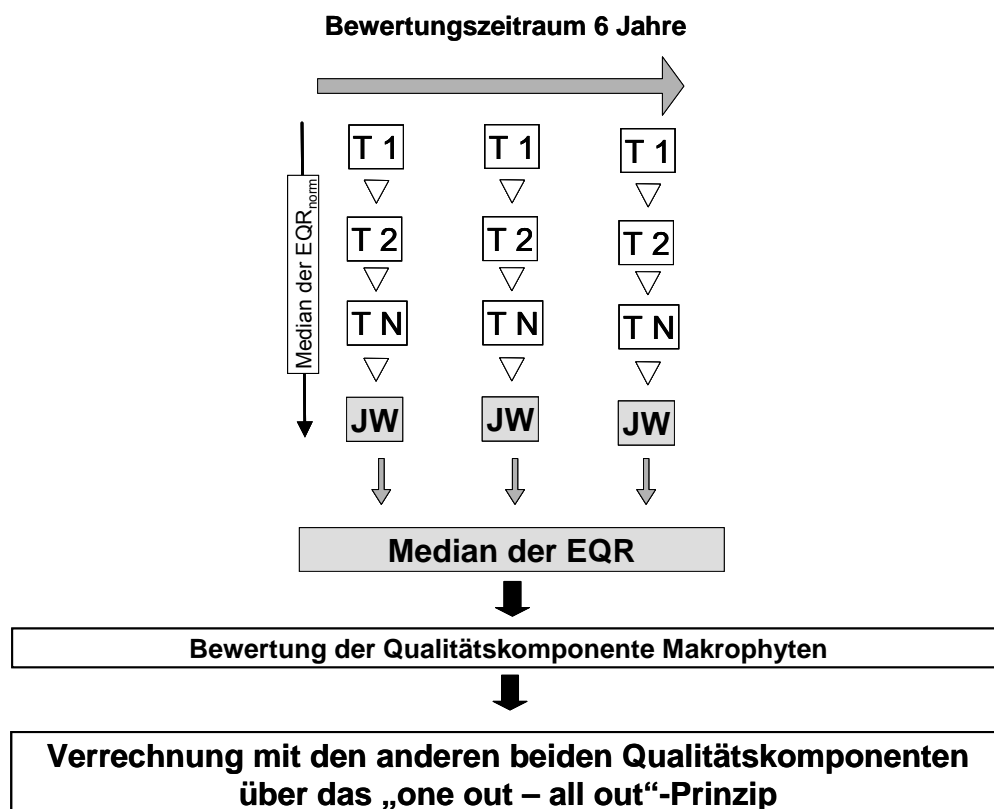 Bewertungszeitraum 6 Jahre
Median der EQRnorm
T 1 T 1 T 1
T 2 T 2 T 2
T N T N T N
JW JW JW
Median der EQR
Bewertung der Qualitätskomponente Makrophyten
Verrechnung mit den anderen beiden Qualitätskomponenten
über das „one out – all out“-Prinzip